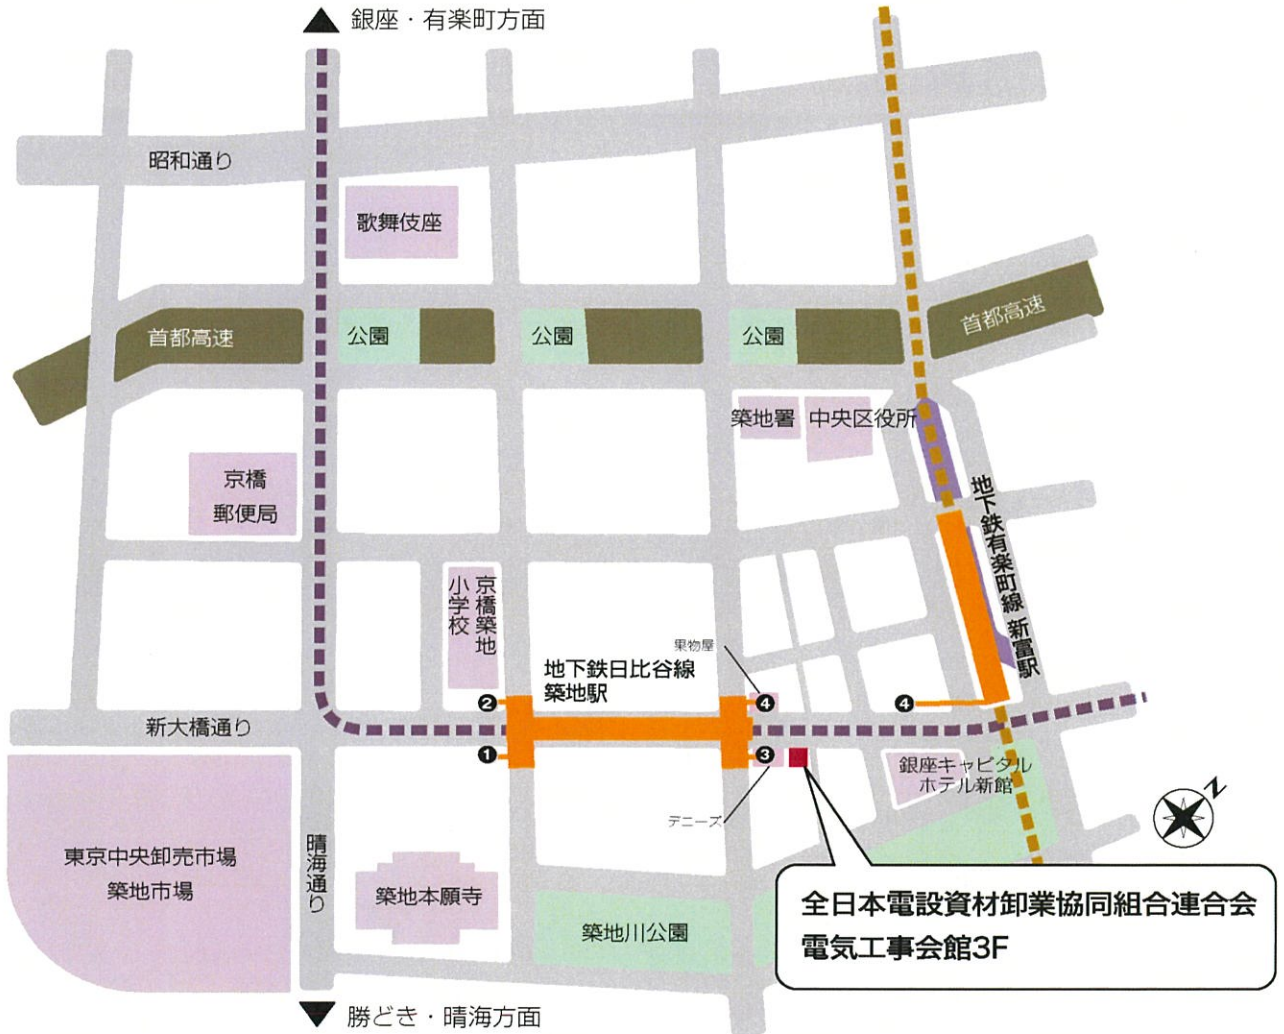 銀座・有楽町方面
昭和通り
歌舞伎座
首都高速
公園
公園
公園
首都高速
築地署
中央区役所
京橋
郵便局
地下鉄有楽町線 新富駅
京橋築地
小学校
果物屋
地下鉄日比谷線
築地駅
2
4
4
新大橋通り
1
3
銀座キャピタル
ホテル新館
デニーズ
N
東京中央卸売市場
築地市場
晴海通り
築地本願寺
築地川公園
全日本電設資材卸業協同組合連合会
電気工事会館3F
勝どき・晴海方面